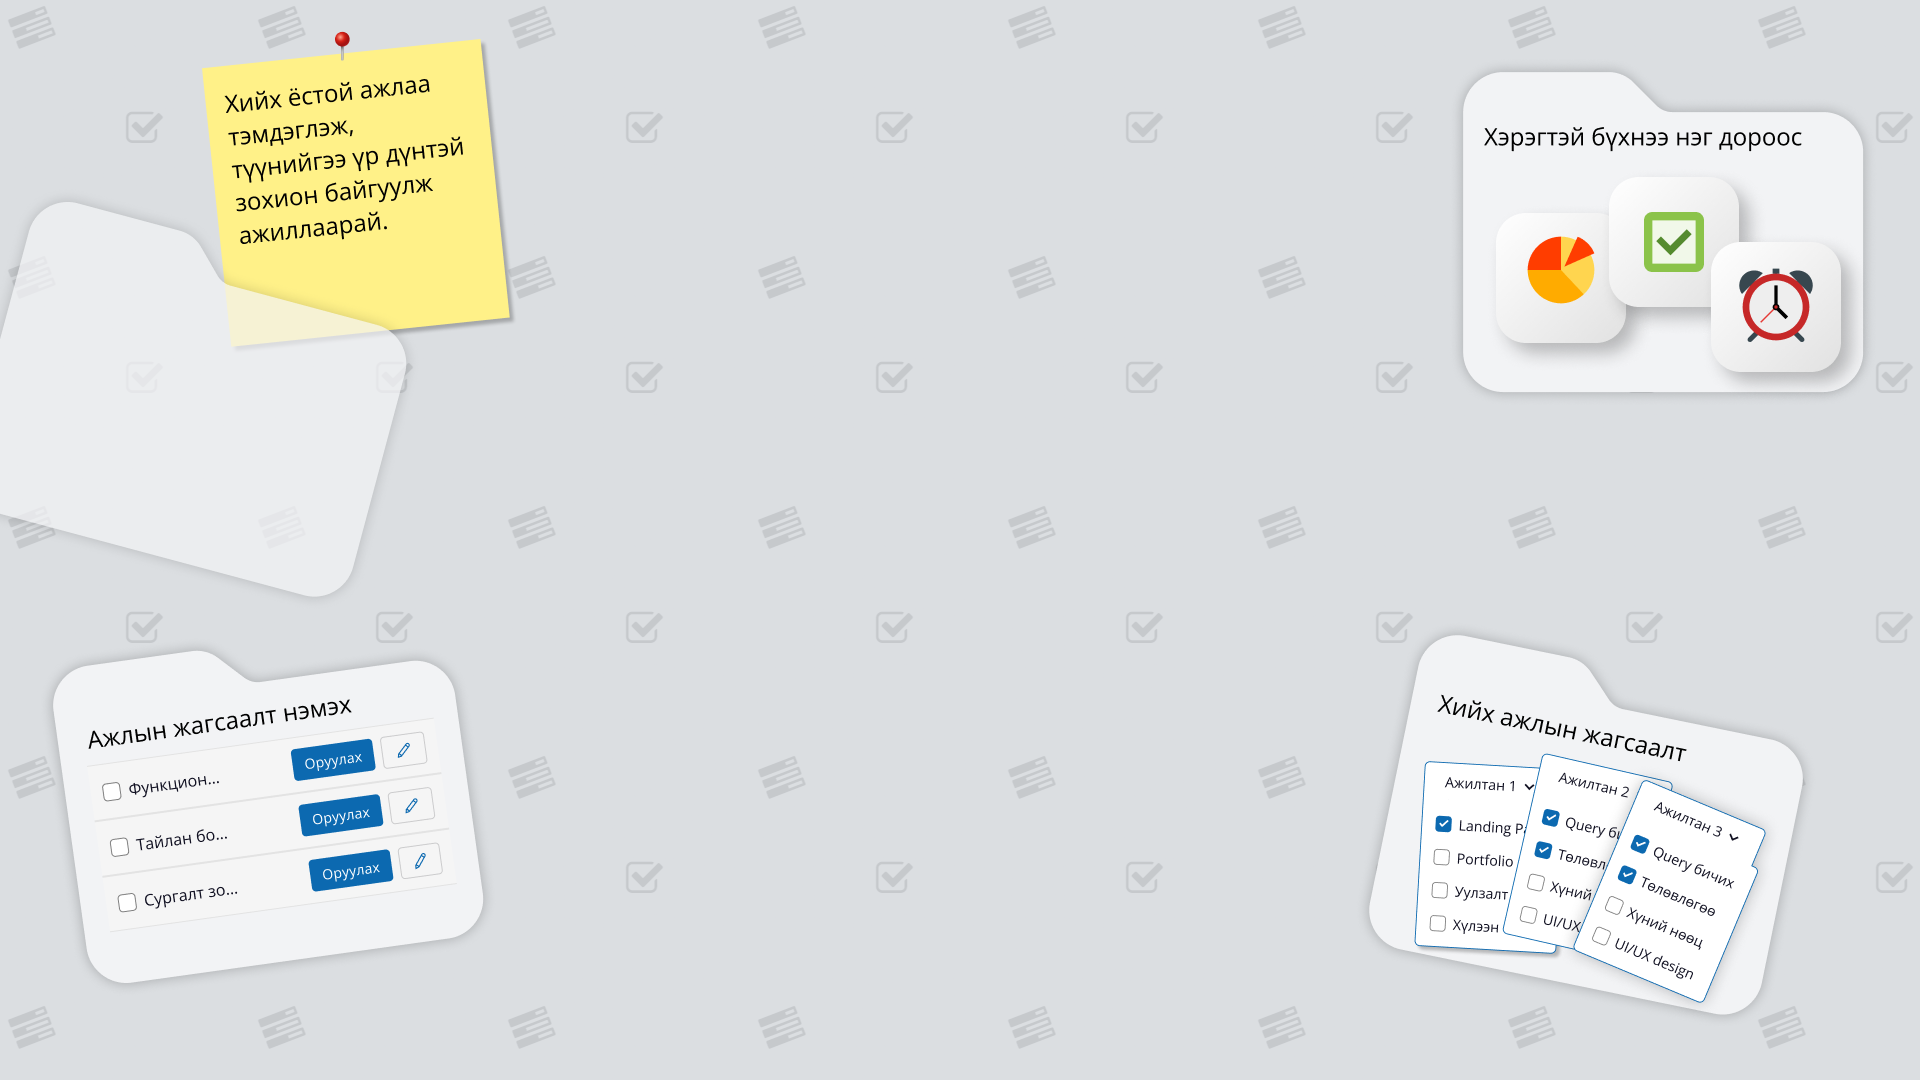 Хийх ёстой ажлаа
тэмдэглэж,
түүнийгээ үр дүнтэй
зохион байгуулж
ажиллаарай.
Хэрэгтэй бүхнээ нэг дороос
Ажлын жагсаалт нэмэх
Функцион... Оруулах
Тайлан бо... Оруулах
Сургалт зо... Оруулах
Хийх ажлын жагсаалт
Ажилтан 1
Landing
Portfolio
Уулзалт
Хүлээн
Ажилтан 2
Query
Төлөвл
Хүний
UI/UX
Ажилтан 3
Query бичих
Төлөвлөгөө
Хүний нөөц
UI/UX design